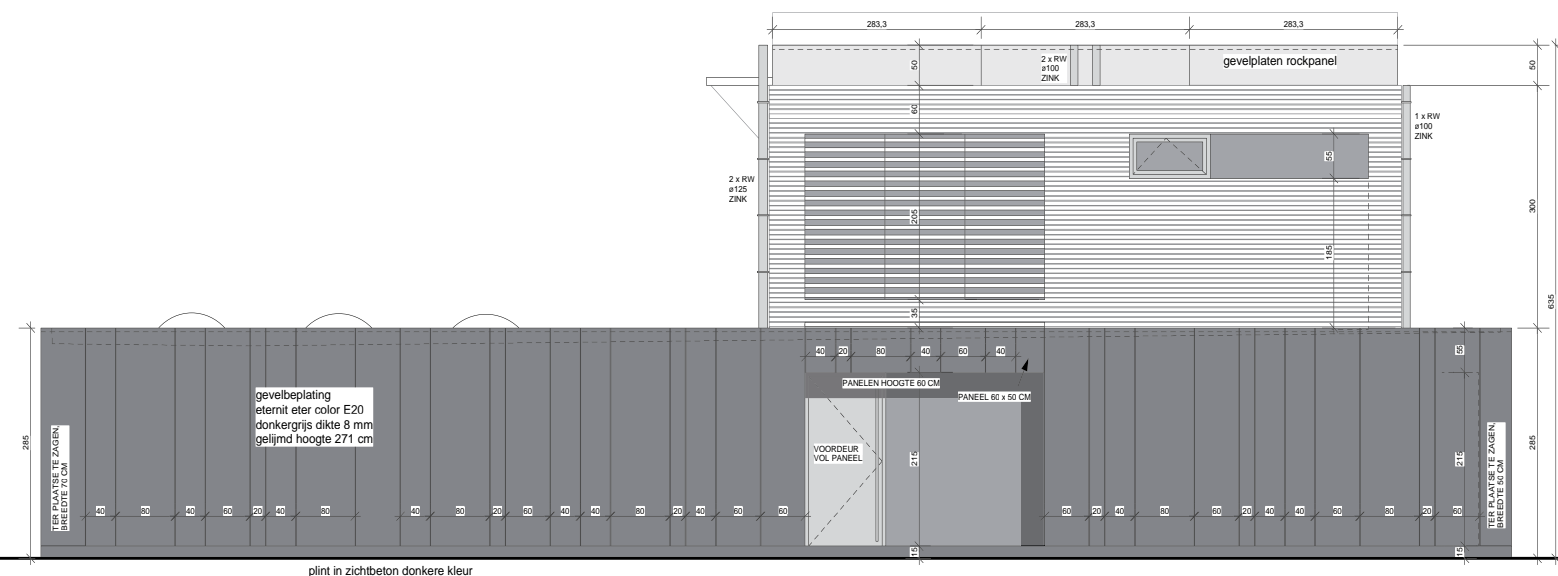 283,3 283,3 283,3
50
2 x RW
ø100
ZINK
gevelplaten rockpanel
50
60
1 x RW
ø100
ZINK
55
2 x RW
ø125
ZINK
205
300
185
635
35
40 20 80 40 60 40
55
PANELEN HOOGTE 60 CM
PANEEL 60 x 50 CM
gevelbeplating
eternit eter color E20
donkergrijs dikte 8 mm
gelijmd hoogte 271 cm
285
TER PLAATSE TE ZAGEN,
BREEDTE 70 CM
VOORDEUR
VOL PANEEL
215
215
TER PLAATSE TE ZAGEN,
BREEDTE 50 CM
285
40 80 40 60 20 40 80 40 80 20 60 40 40 80 20 40 60 60 60 20 40 80 60 20 40 40 60 80 20 60
15
15
plint in zichtbeton donkere kleur